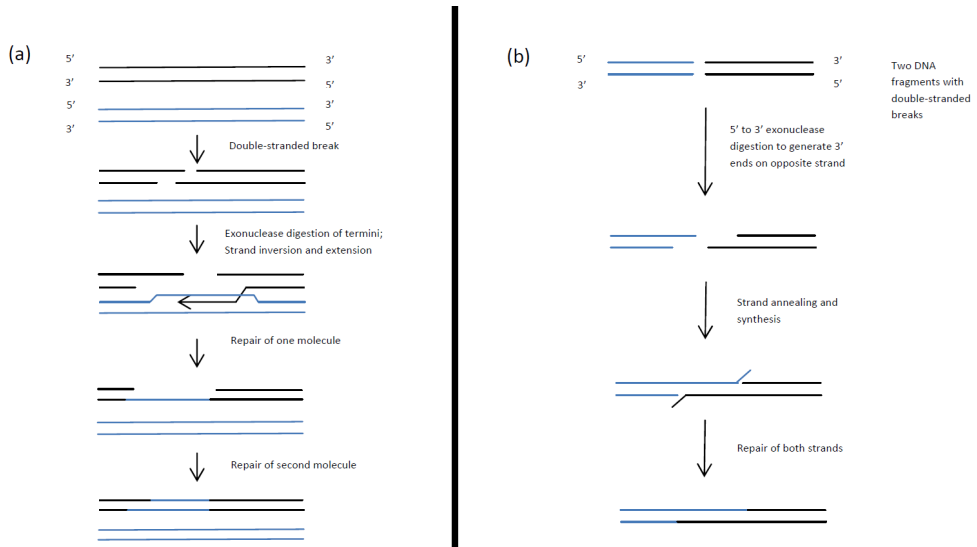 (a)
5' 3'
3' 5'
5' 3'
3' 5'
Double-stranded break
Exonuclease digestion of termini;
Strand inversion and extension
Repair of one molecule
Repair of second molecule
(b)
5' 3'
3' 5'
Two DNA
fragments with
double-stranded
breaks
5' to 3' exonuclease
digestion to generate 3'
ends on opposite strand
Strand annealing and
synthesis
Repair of both strands